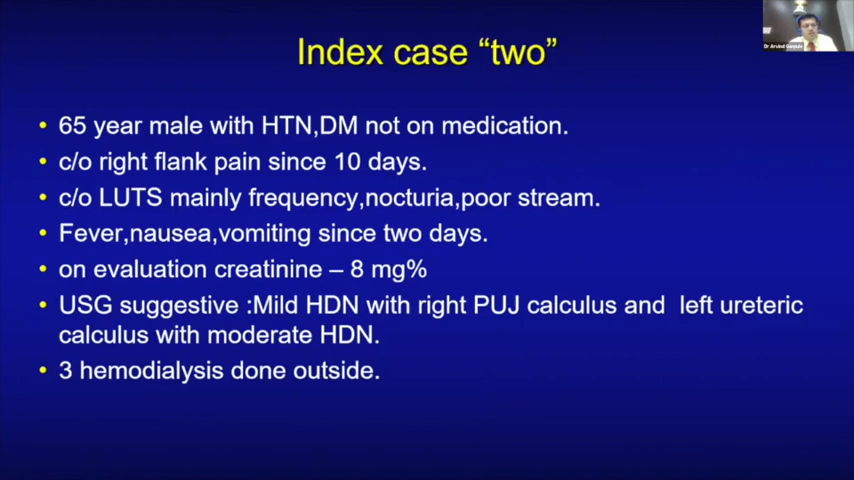 Index case “two”
• 65 year male with HTN,DM not on medication.
• c/o right flank pain since 10 days.
• c/o LUTS mainly frequency,nocturia,poor stream.
• Fever,nausea,vomiting since two days.
• on evaluation creatinine – 8 mg%
• USG suggestive :Mild HDN with right PUJ calculus and left ureteric
calculus with moderate HDN.
• 3 hemodialysis done outside.
Dr Arvind